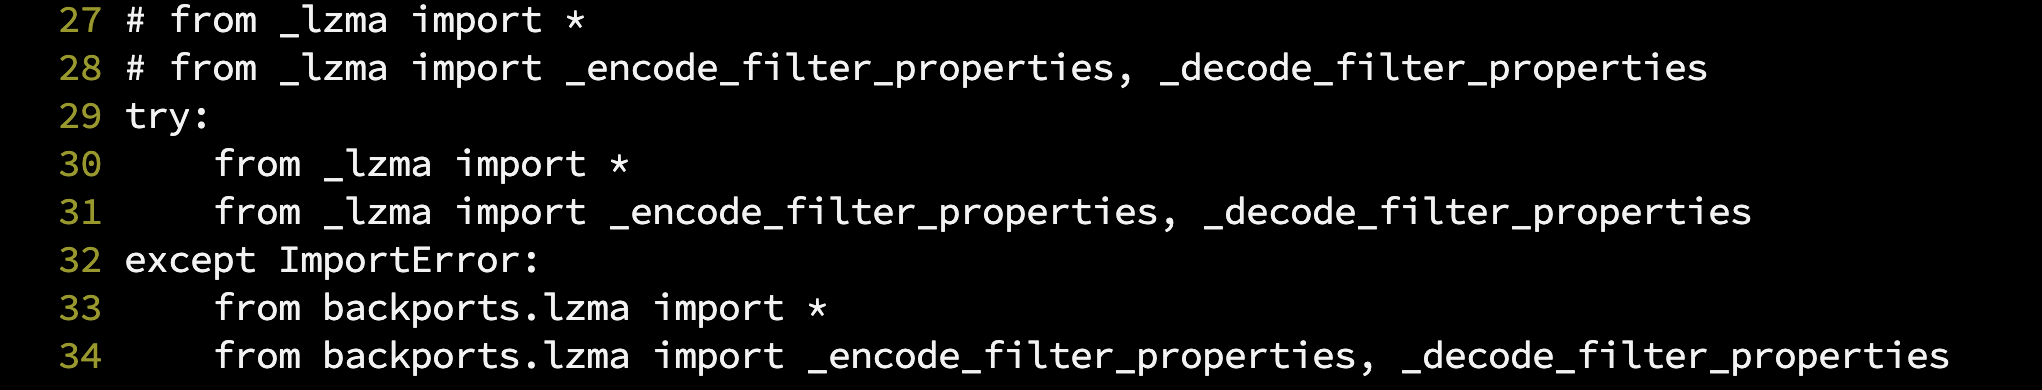 27 # from _lzma import *
28 # from _lzma import _encode_filter_properties, _decode_filter_properties
29 try:
30     from _lzma import *
31     from _lzma import _encode_filter_properties, _decode_filter_properties
32 except ImportError:
33     from backports.lzma import *
34     from backports.lzma import _encode_filter_properties, _decode_filter_properties